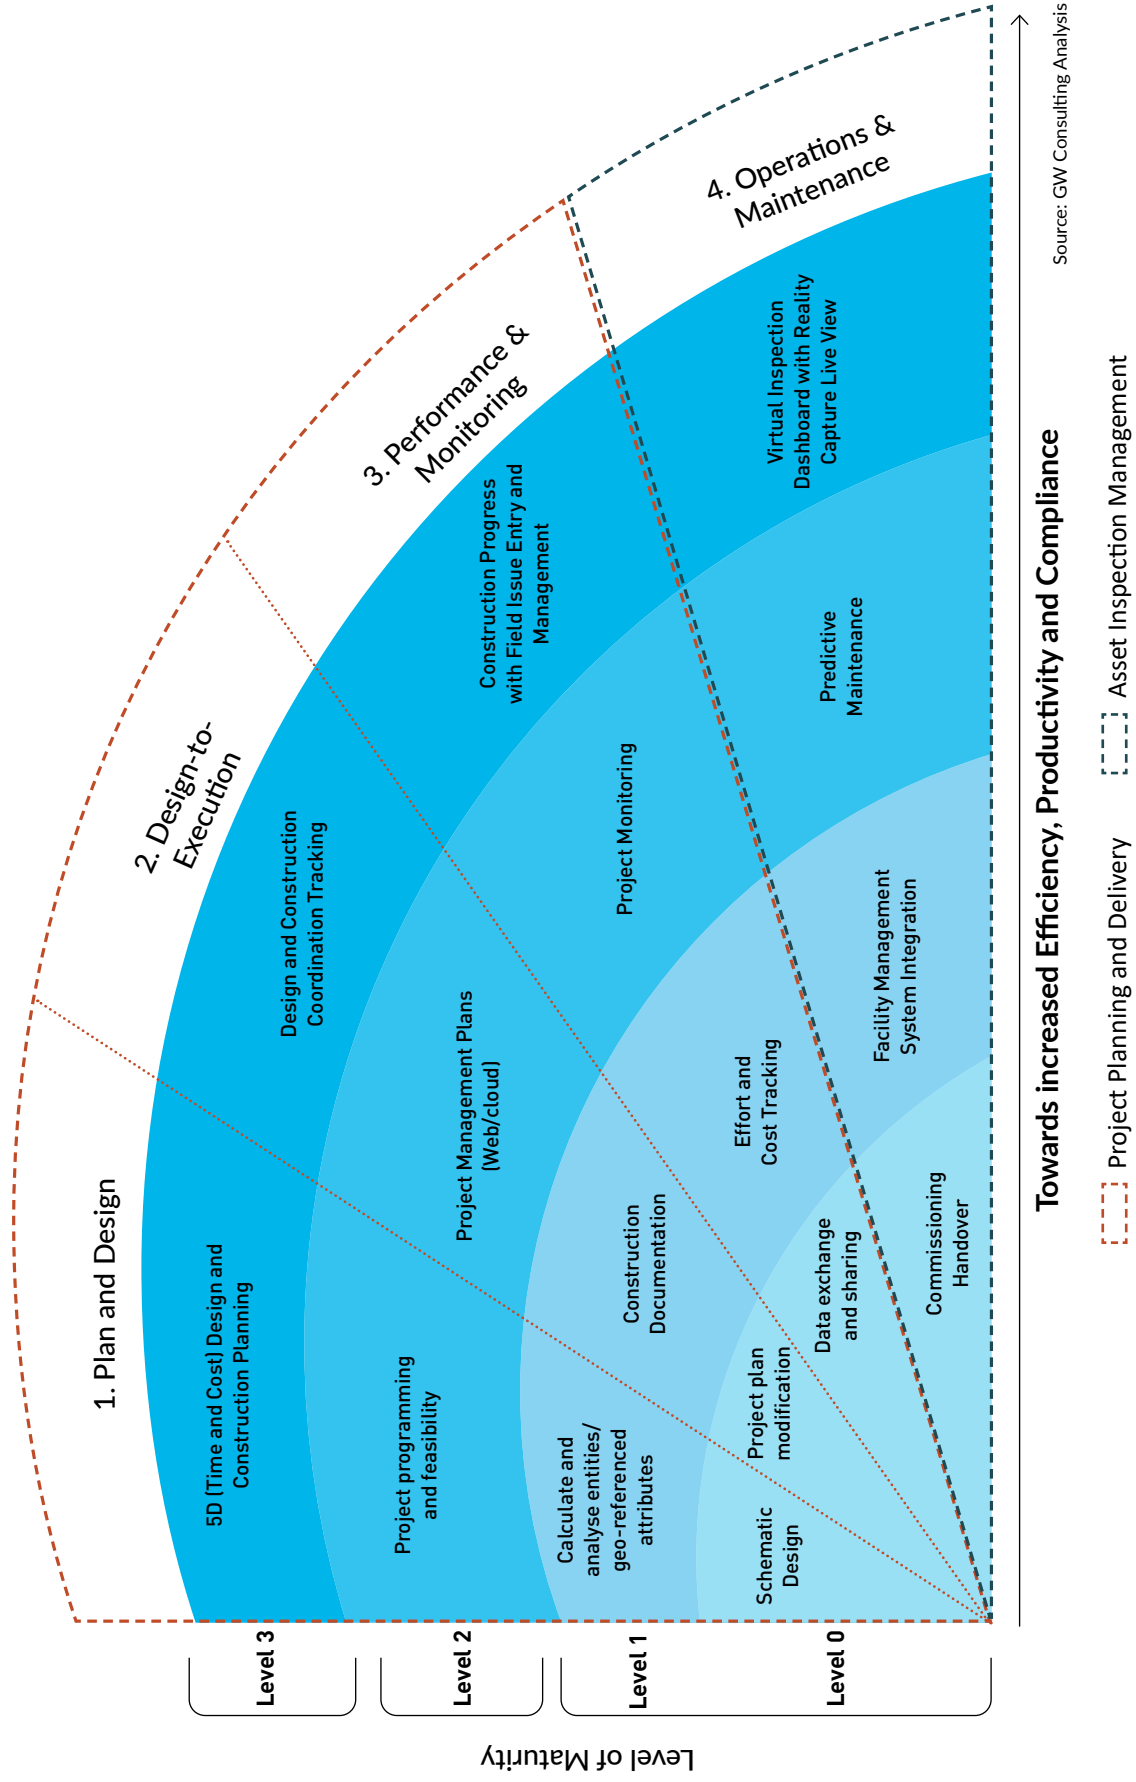 1. Plan and Design
2. Design-to-
Execution
3. Performance &
Monitoring
4. Operations &
Maintenance
Level of Maturity
Level 3
5D (Time and Cost) Design and
Construction Planning
Design and Construction
Coordination Tracking
Construction Progress
with Field Issue Entry and
Management
Virtual Inspection
Dashboard with Reality
Capture Live View
Level 2
Project programming
and feasibility
Project Management Plans
(Web/cloud)
Project Monitoring
Predictive
Maintenance
Level 1
Calculate and
analyse entities/
geo-referenced
attributes
Construction
Documentation
Effort and
Cost Tracking
Facility Management
System Integration
Level 0
Schematic
Design
Project plan
modification
Data exchange
and sharing
Commissioning
Handover
Towards increased Efficiency, Productivity and Compliance
Source: GW Consulting Analysis
Project Planning and Delivery
Asset Inspection Management